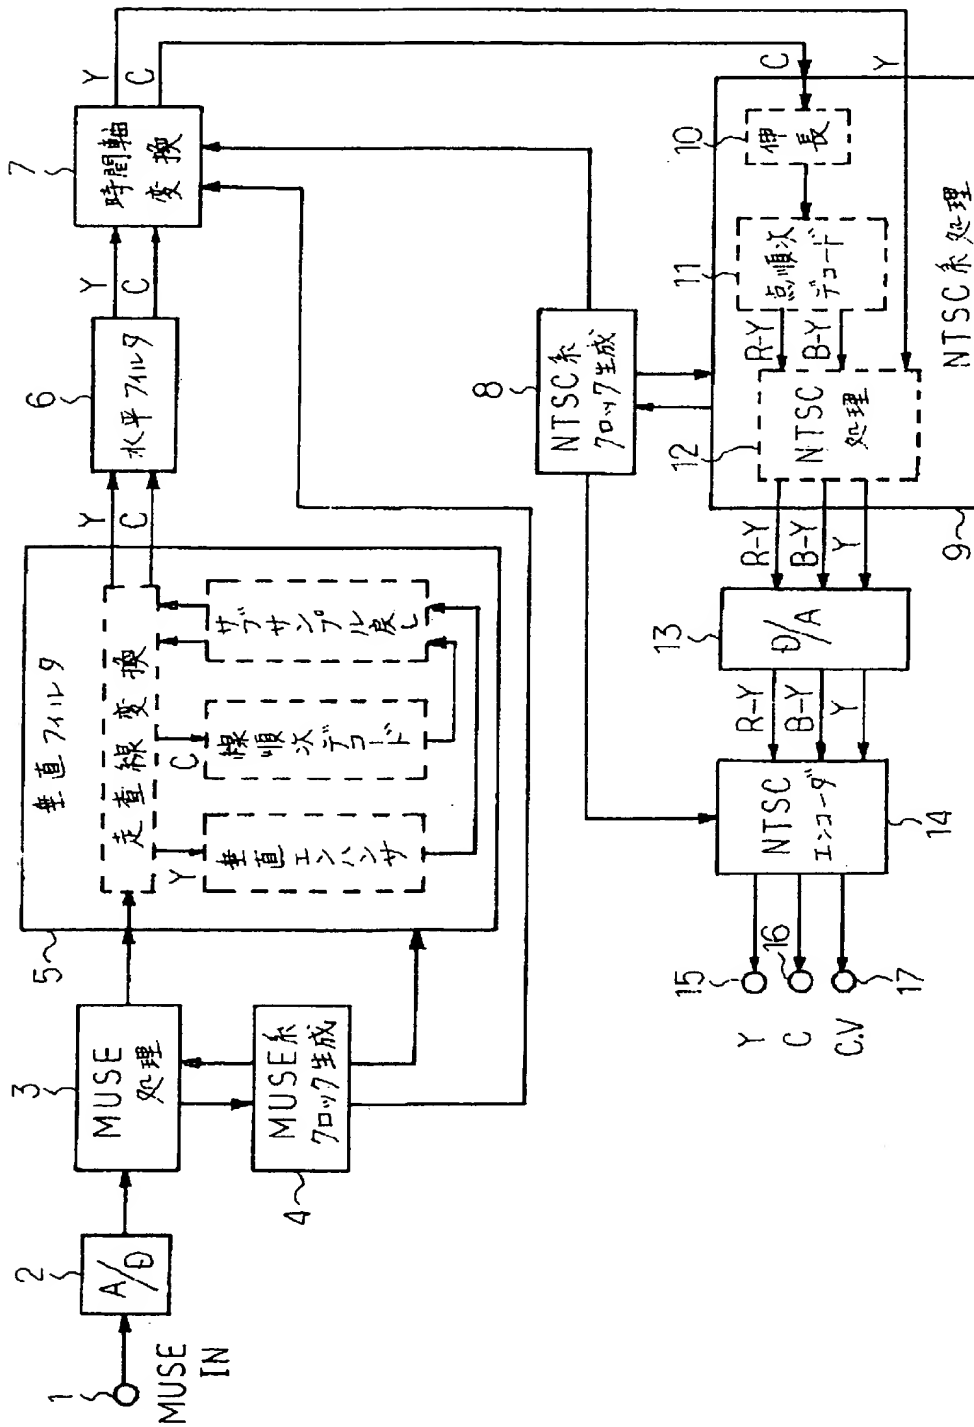 1
MUSE
IN
2
A/D
3
MUSE
処理
4
MUSE系
クロック生成
5
垂直フィルタ
走査線変換
Y
垂直エンハンサ
C
線順次デコード
サブサンプル戻し
Y
C
6
水平フィルタ
Y
C
7
時間軸
変換
Y
C
8
NTSC系
クロック生成
9
NTSC系処理
C
Y
10
伸長
11
点順次
デコード
R-Y
B-Y
12
NTSC
処理
R-Y
B-Y
Y
13
D/A
R-Y
B-Y
Y
14
NTSC
エンコーダ
15
Y
16
C
17
C.V